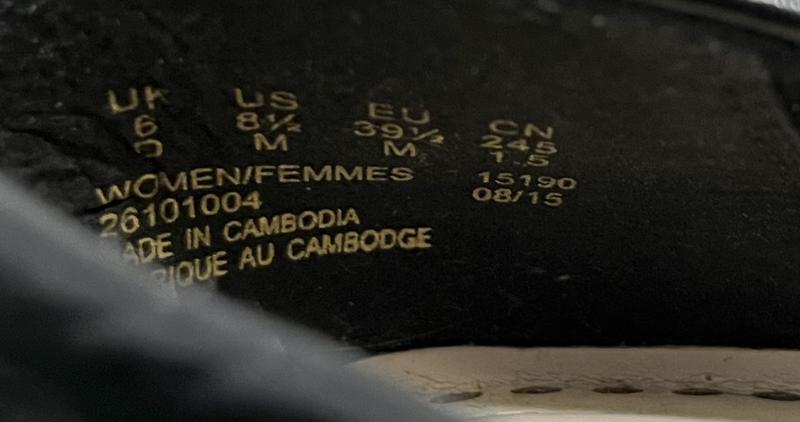 UK US EU CN
6 8½ 39½ 245
D M M 1.5
WOMEN/FEMMES 15190
26101004 08/15
ADE IN CAMBODIA
RIQUE AU CAMBODGE